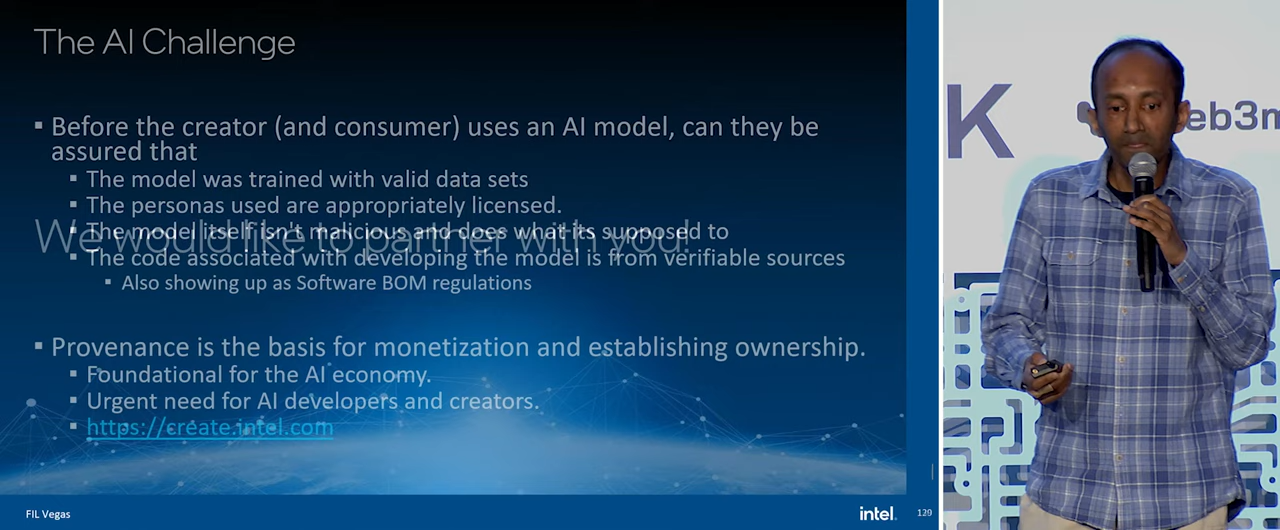 The AI Challenge
▪ Before the creator (and consumer) uses an AI model, can they be
assured that
▪ The model was trained with valid data sets
▪ The personas used are appropriately licensed.
We would like to partner with you!
▪ The model itself isn't malicious and does what its supposed to
▪ The code associated with developing the model is from verifiable sources
▪ Also showing up as Software BOM regulations
▪ Provenance is the basis for monetization and establishing ownership.
▪ Foundational for the AI economy.
▪ Urgent need for AI developers and creators.
▪ https://create.intel.com
FIL Vegas
intel.
129
K
eb3m